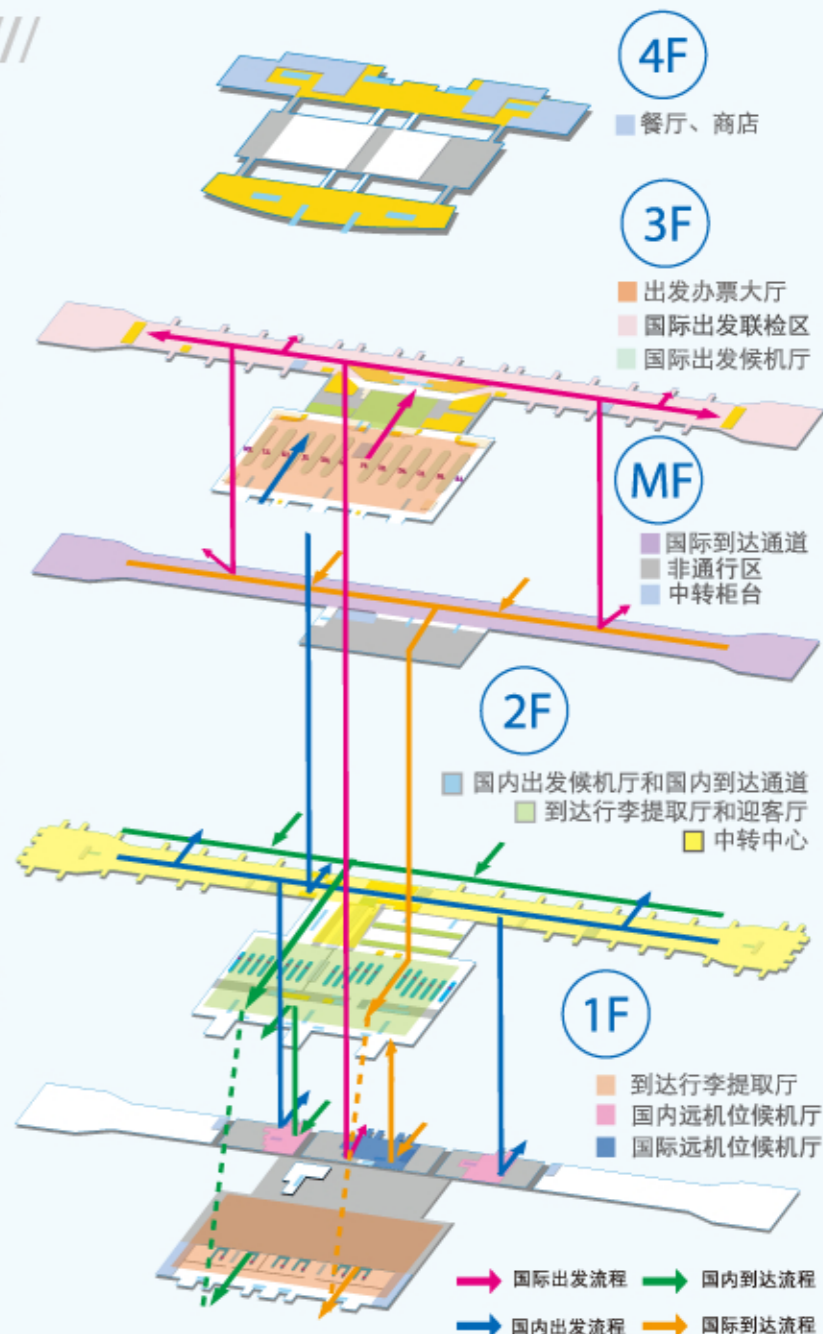 4F
餐厅、商店
3F
出发办票大厅
国际出发联检区
国际出发候机厅
MF
国际到达通道
非通行区
中转柜台
2F
国内出发候机厅和国内到达通道
到达行李提取厅和迎客厅
中转中心
1F
到达行李提取厅
国内远机位候机厅
国际远机位候机厅
国际出发流程 国内到达流程
国内出发流程 国际到达流程